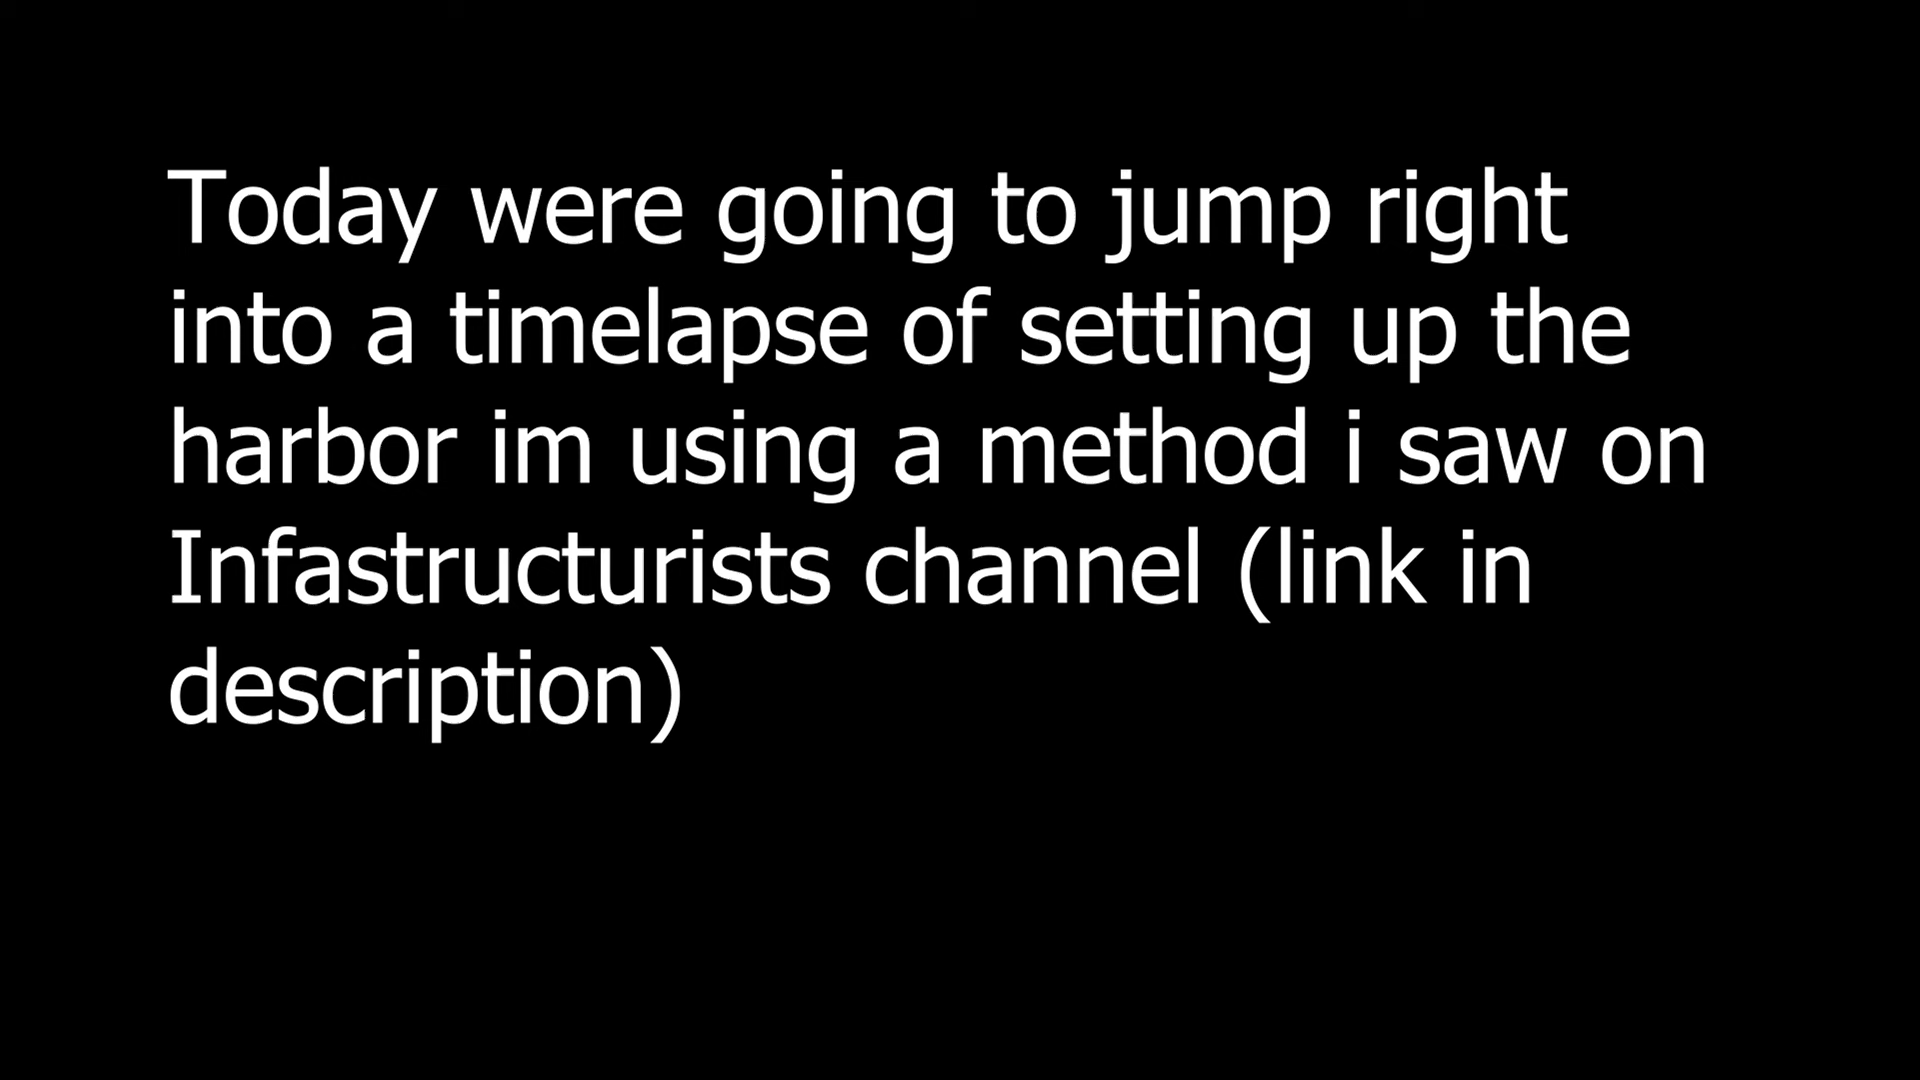 Today were going to jump right
into a timelapse of setting up the
harbor im using a method i saw on
Infastructurists channel (link in
description)